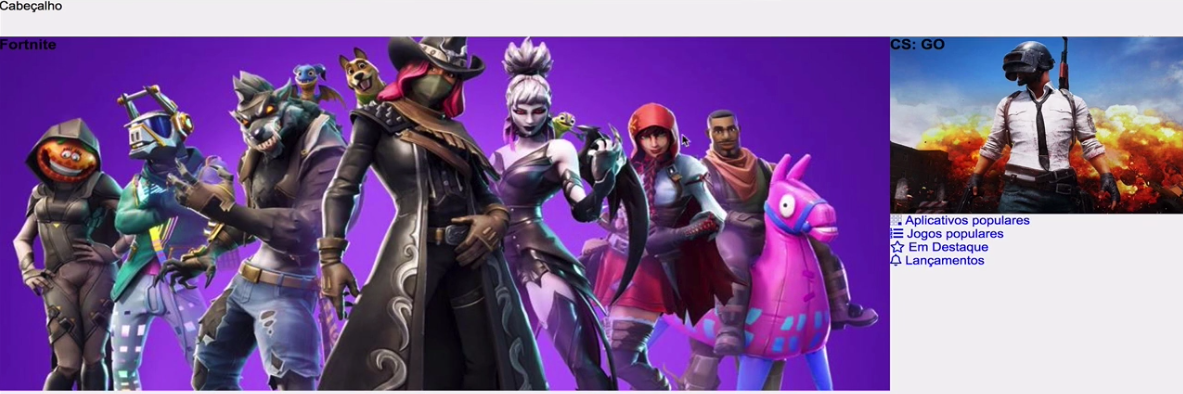 Cabeçalho
Fortnite
CS: GO
Aplicativos populares
Jogos populares
Em Destaque
Lançamentos